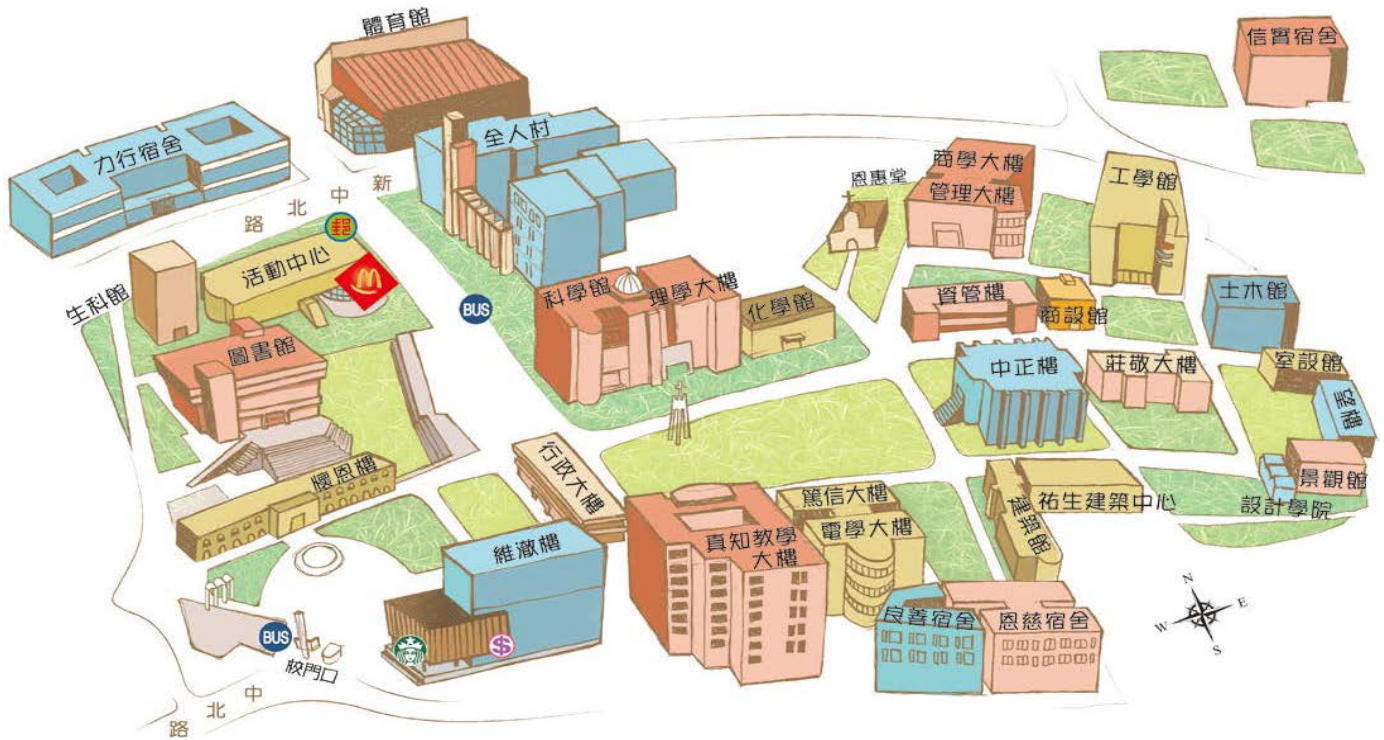 體育館
信實宿舍
力行宿舍
全人村
新中北路
郵
活動中心
M
生科館
BUS
圖書館
科學館
理學大樓
化學館
恩惠堂
商學大樓
管理大樓
工學館
資管樓
商設館
土木館
中正樓
莊敬大樓
室設館
望樓
景觀館
設計學院
懷恩樓
行政大樓
維澈樓
真知教學
大樓
篤信大樓
電學大樓
建築館
祐生建築中心
良善宿舍
恩慈宿舍
BUS
校門口
$
中北路
N
E
W
S